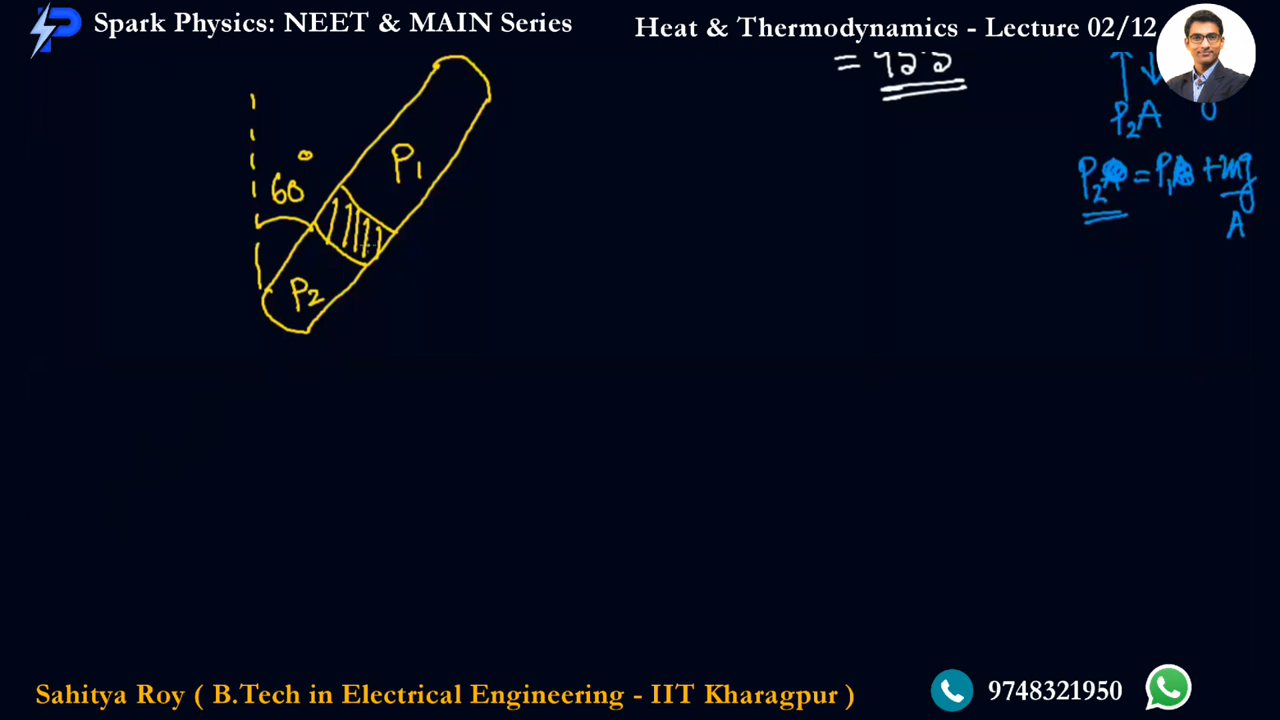 Spark Physics: NEET & MAIN Series
Heat & Thermodynamics - Lecture 02/12
P₂A
60°
P₁
P₂ = P₁ + mg
A
P₂
Sahitya Roy ( B.Tech in Electrical Engineering - IIT Kharagpur )
9748321950